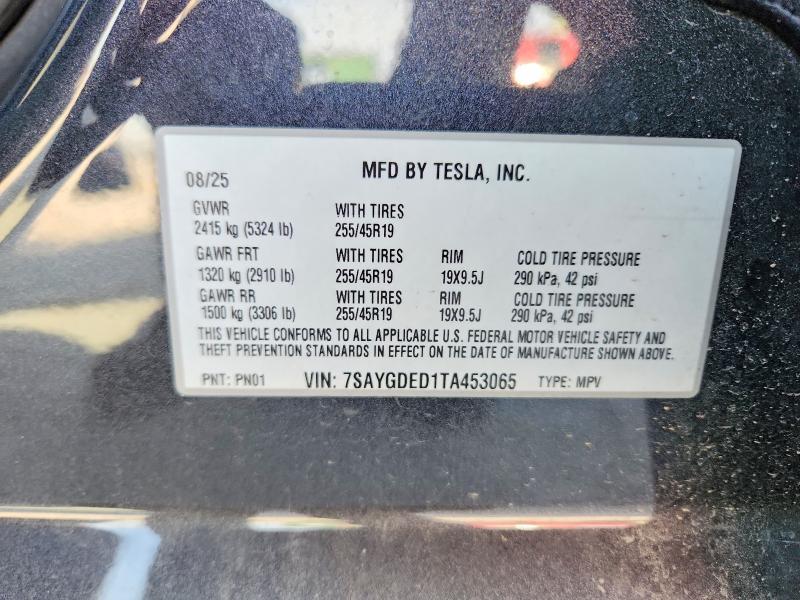 08/25 MFD BY TESLA, INC.
GVWR WITH TIRES
2415 kg (5324 lb) 255/45R19
GAWR FRT WITH TIRES RIM COLD TIRE PRESSURE
1320 kg (2910 lb) 255/45R19 19X9.5J 290 kPa, 42 psi
GAWR RR WITH TIRES RIM COLD TIRE PRESSURE
1500 kg (3306 lb) 255/45R19 19X9.5J 290 kPa, 42 psi
THIS VEHICLE CONFORMS TO ALL APPLICABLE U.S. FEDERAL MOTOR VEHICLE SAFETY AND
THEFT PREVENTION STANDARDS IN EFFECT ON THE DATE OF MANUFACTURE SHOWN ABOVE.
PNT: PN01 VIN: 7SAYGDED1TA453065 TYPE: MPV